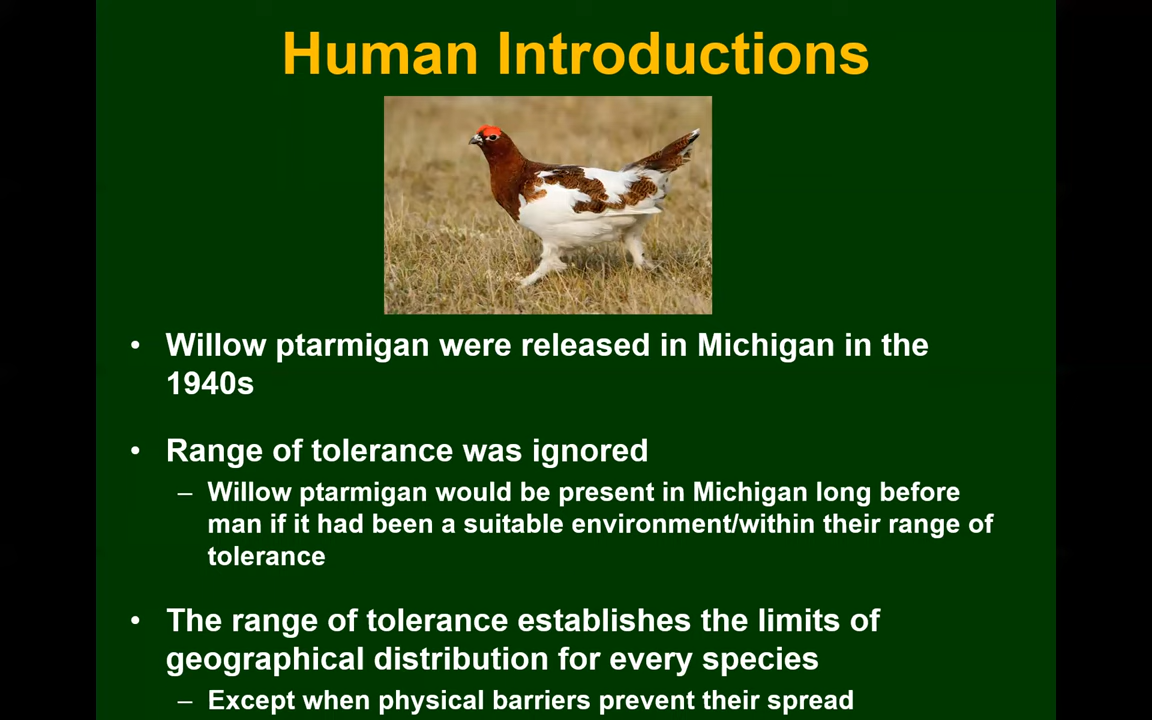 Human Introductions
• Willow ptarmigan were released in Michigan in the
1940s
• Range of tolerance was ignored
– Willow ptarmigan would be present in Michigan long before
man if it had been a suitable environment/within their range of
tolerance
• The range of tolerance establishes the limits of
geographical distribution for every species
– Except when physical barriers prevent their spread